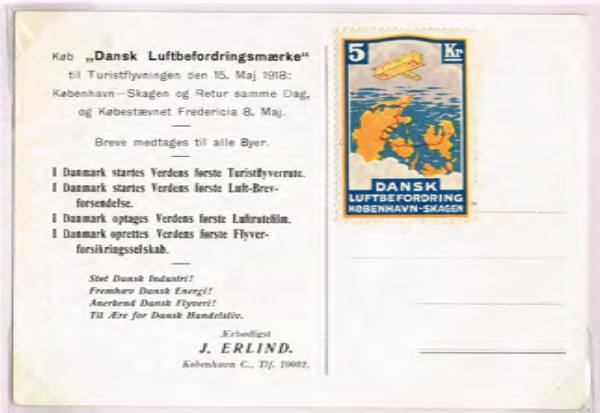 Køb „Dansk Luftbefordringsmærke"
til Turistflyvningen den 15. Maj 1918:
København—Skagen og Retur samme Dag,
og Købestævnet Fredericia 8. Maj.
Breve medtages til alle Byer.
I Danmark startes Verdens første Turistflyverrute.
I Danmark startes Verdens første Luft-Brev-
forsendelse.
I Danmark optages Verdens første Luftrutefilm.
I Danmark oprettes Verdens første Flyver-
forsikringsselskab.
Støt Dansk Industri!
Fremhæv Dansk Energi!
Anerkend Dansk Flyveri!
Til Ære for Dansk Handelsliv.
Ærbødigst
J. ERLIND.
København C., Tlf. 10082.
5 Kr
DANSK
LUFTBEFORDRING
KØBENHAVN-SKAGEN